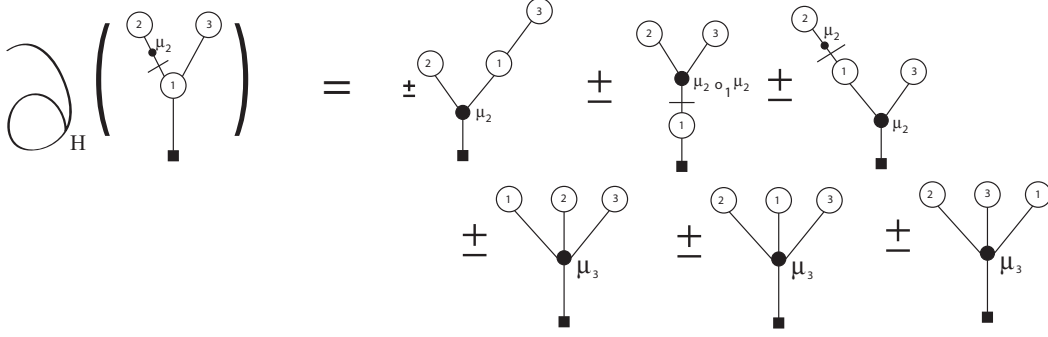 ∂H ( 2 μ2 3 1 ) = ± 2 1 3 μ2 ± 2 3 μ2 o1 μ2 1 ± 2 μ2 1 3 μ2
± 1 2 3 μ3 ± 2 1 3 μ3 ± 2 3 1 μ3